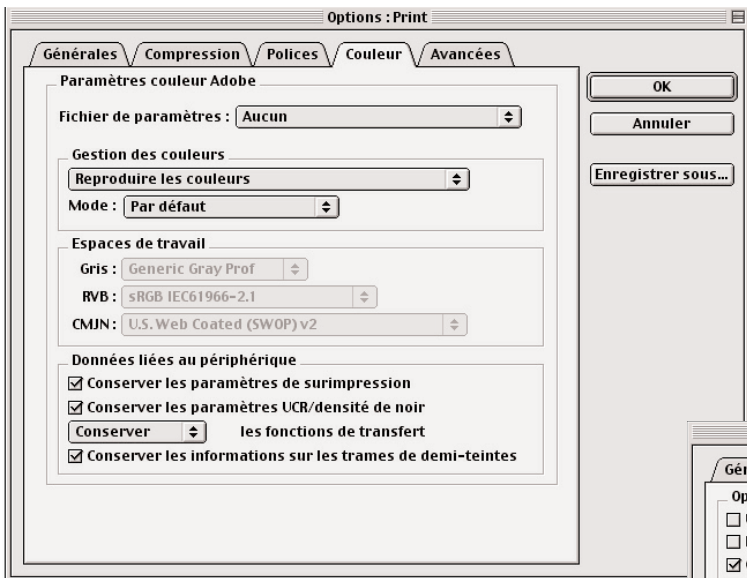 Options : Print
Générales Compression Polices Couleur Avancées
Paramètres couleur Adobe
Fichier de paramètres : Aucun
Gestion des couleurs
Reproduire les couleurs
Mode : Par défaut
Espaces de travail
Gris : Generic Gray Prof
RVB : sRGB IEC61966-2.1
CMJN : U.S. Web Coated (SWOP) v2
Données liées au périphérique
Conserver les paramètres de surimpression
Conserver les paramètres UCR/densité de noir
Conserver les fonctions de transfert
Conserver les informations sur les trames de demi-teintes
OK
Annuler
Enregistrer sous...
Gér
Op